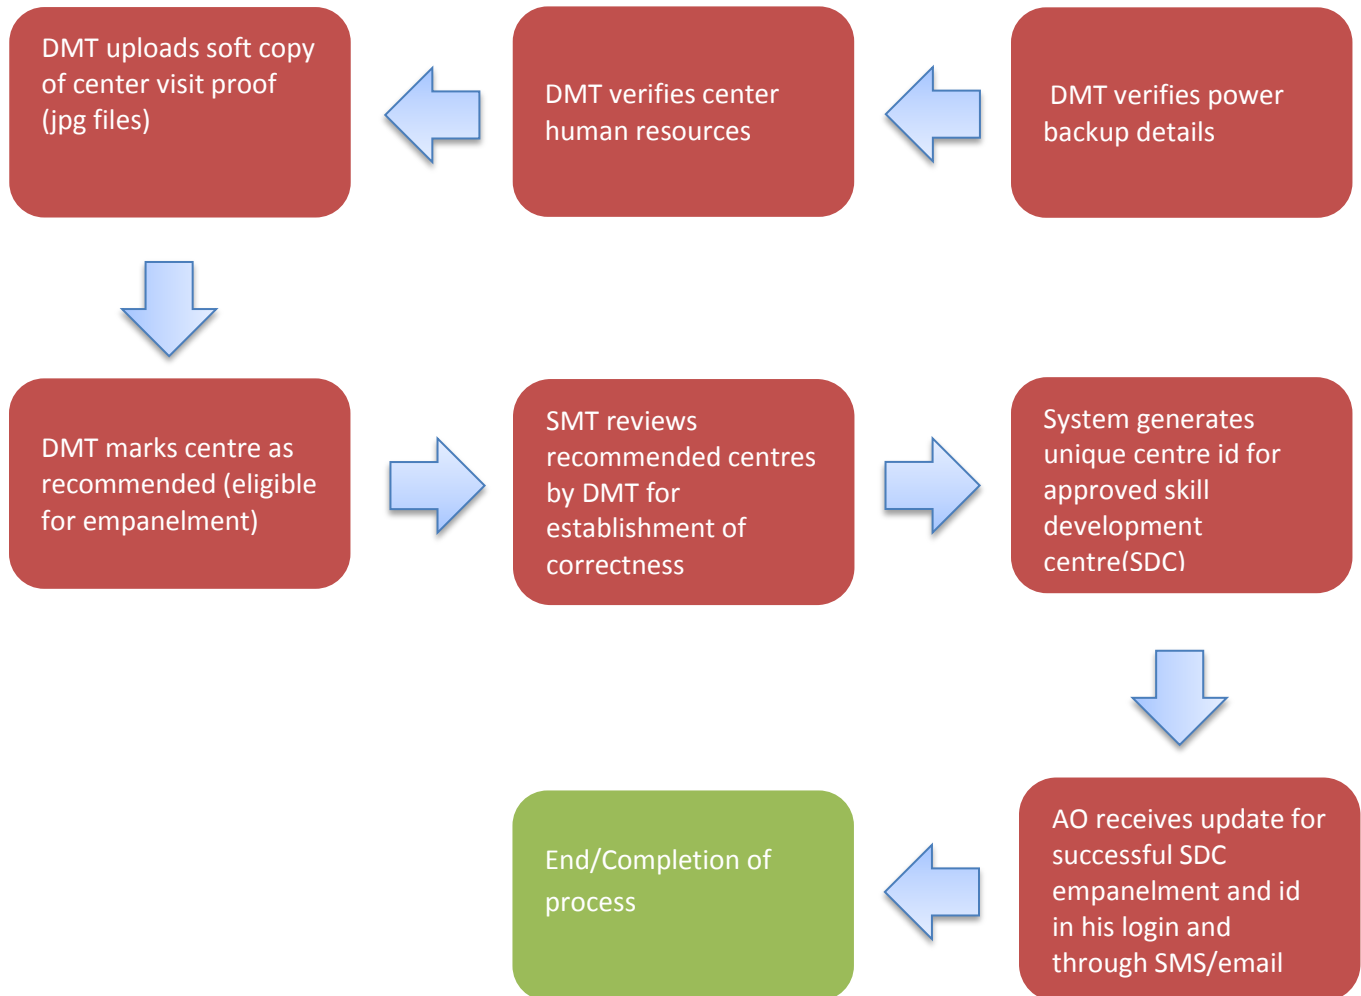 DMT uploads soft copy
of center visit proof
(jpg files)
DMT verifies center
human resources
DMT verifies power
backup details
DMT marks centre as
recommended (eligible
for empanelment)
SMT reviews
recommended centres
by DMT for
establishment of
correctness
System generates
unique centre id for
approved skill
development
centre(SDC)
AO receives update for
successful SDC
empanelment and id
in his login and
through SMS/email
End/Completion of
process